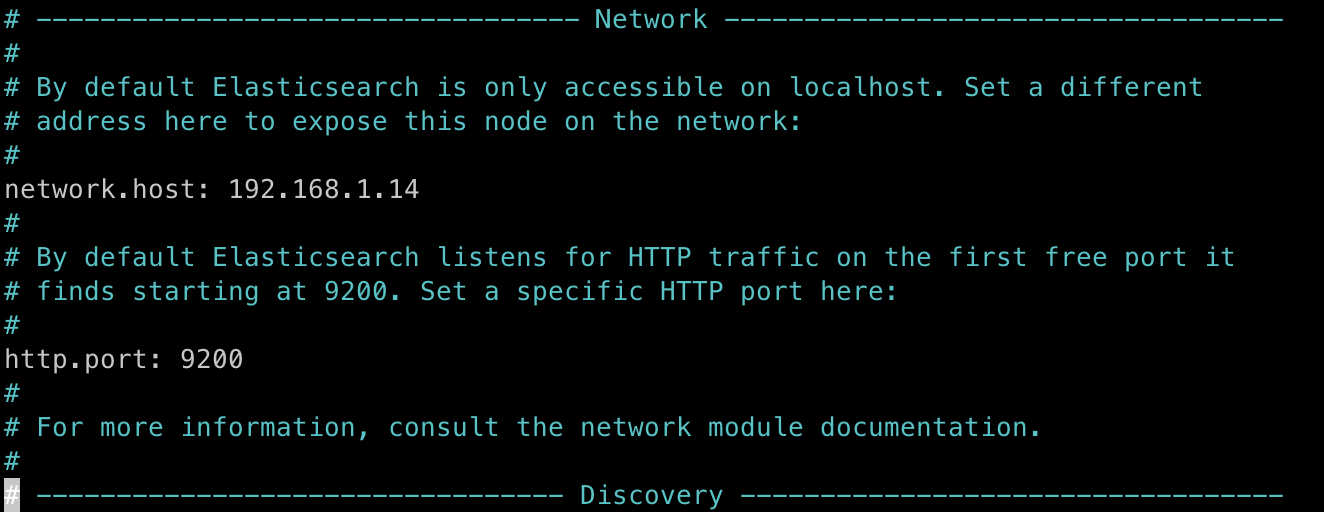 # ---------------------------------- Network -----------------------------------
#
# By default Elasticsearch is only accessible on localhost. Set a different
# address here to expose this node on the network:
#
network.host: 192.168.1.14
#
# By default Elasticsearch listens for HTTP traffic on the first free port it
# finds starting at 9200. Set a specific HTTP port here:
#
http.port: 9200
#
# For more information, consult the network module documentation.
#
# --------------------------------- Discovery ----------------------------------